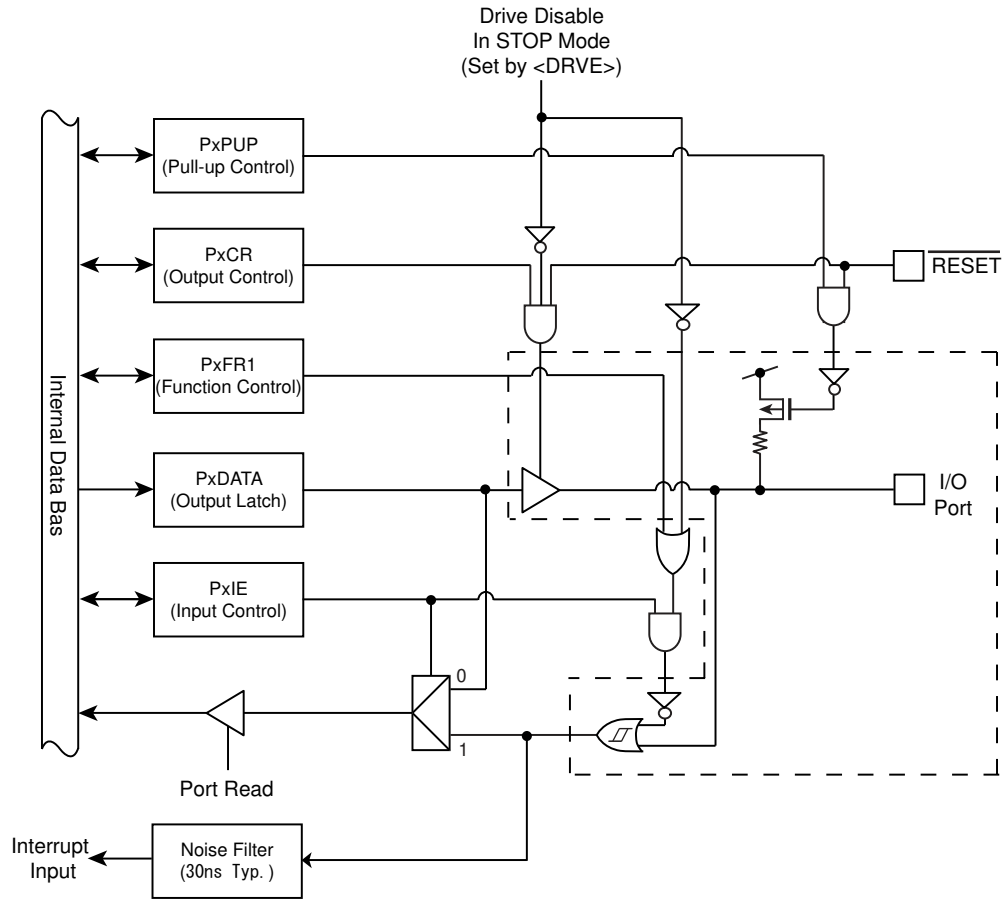 Drive Disable
In STOP Mode
(Set by <DRVE>)
PxPUP
(Pull-up Control)
PxCR
(Output Control)
RESET
PxFR1
(Function Control)
Internal Data Bas
PxDATA
(Output Latch)
I/O
Port
PxIE
(Input Control)
0
1
Port Read
Interrupt
Input
Noise Filter
(30ns Typ.)